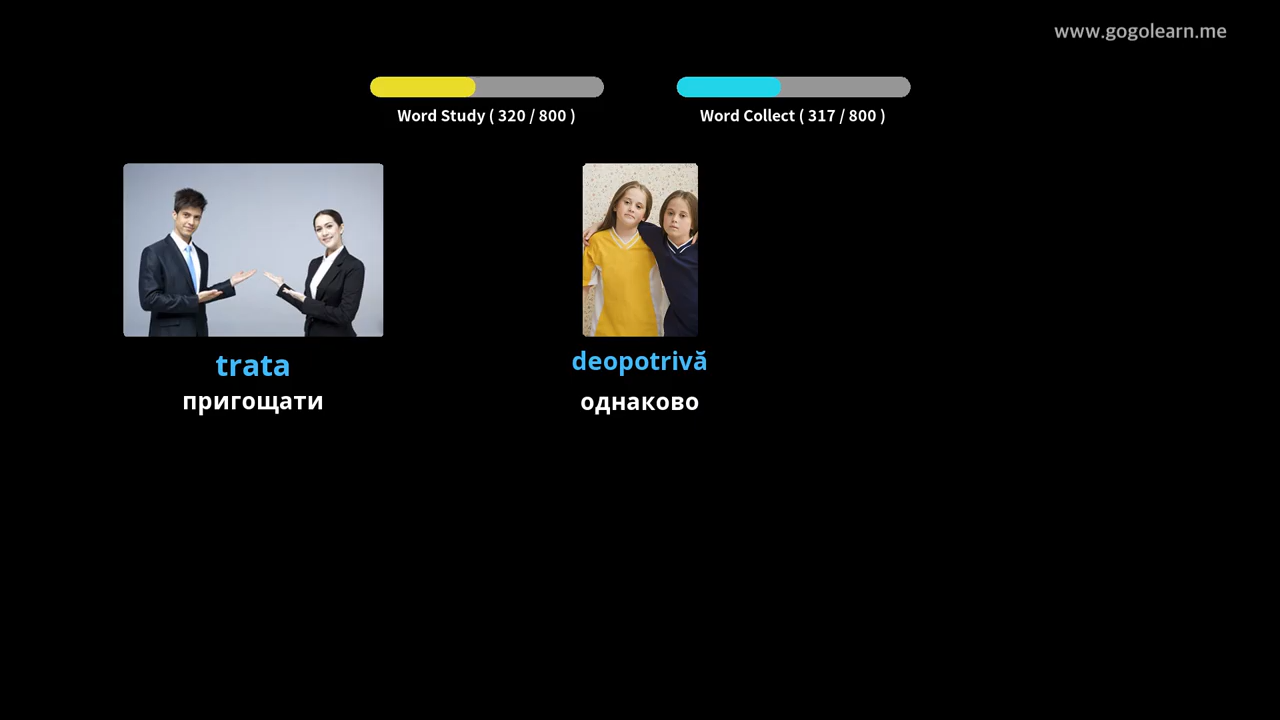 www.gogolearn.me
Word Study ( 320 / 800 )
Word Collect ( 317 / 800 )
trata
пригощати
deopotrivă
однаково